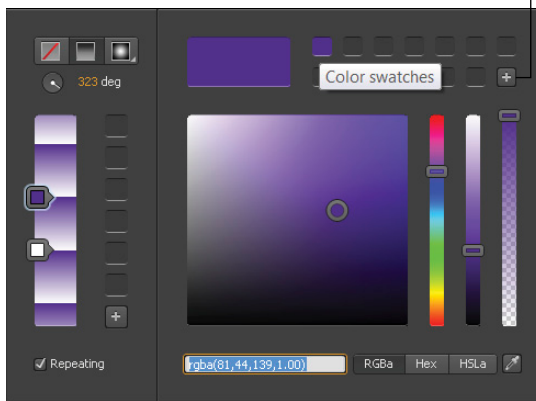 323 deg
Color swatches
Repeating
rgba(81,44,139,1.00)
RGBa
Hex
HSLa